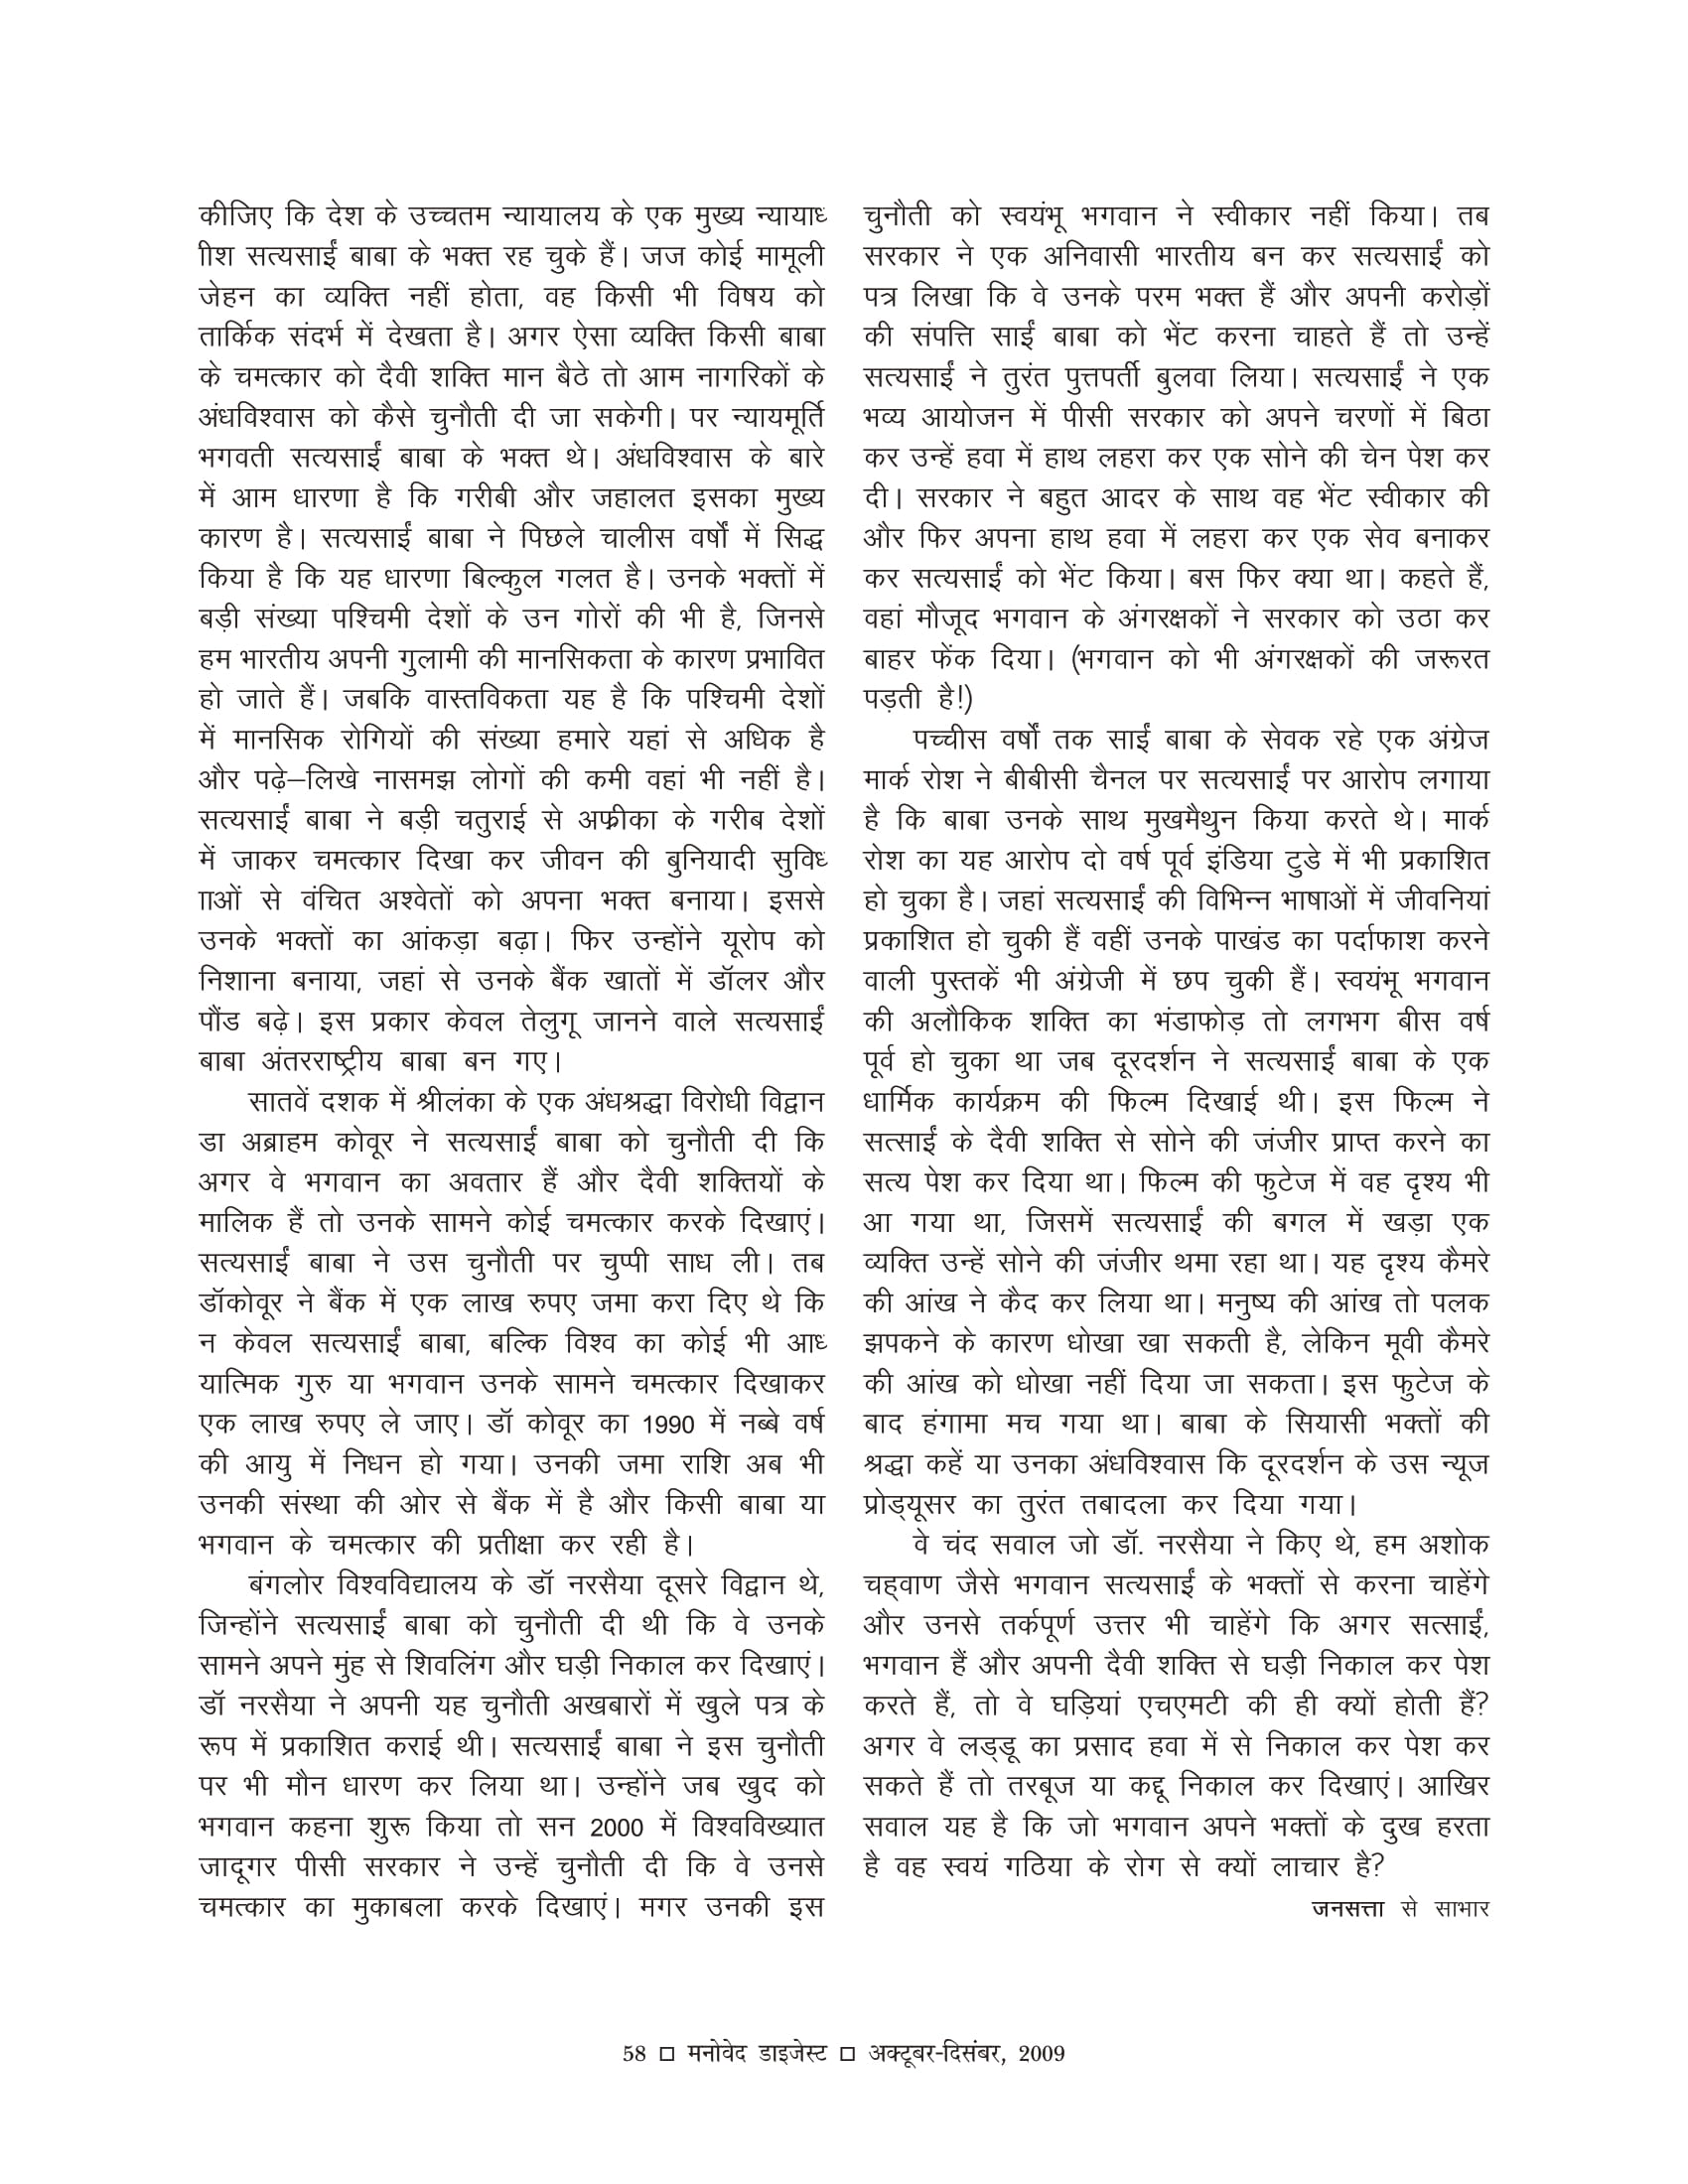 कीजिए कि देश के उच्चतम न्यायालय के एक मुख्य न्यायाध
ीश सत्यसाईं बाबा के भक्त रह चुके हैं। जज कोई मामूली
जेहन का व्यक्ति नहीं होता, वह किसी भी विषय को
तार्किक संदर्भ में देखता है। अगर ऐसा व्यक्ति किसी बाबा
के चमत्कार को दैवी शक्ति मान बैठे तो आम नागरिकों के
अंधविश्वास को कैसे चुनौती दी जा सकेगी। पर न्यायमूर्ति
भगवती सत्यसाईं बाबा के भक्त थे। अंधविश्वास के बारे
में आम धारणा है कि गरीबी और जहालत इसका मुख्य
कारण है। सत्यसाईं बाबा ने पिछले चालीस वर्षों में सिद्ध
किया है कि यह धारणा बिल्कुल गलत है। उनके भक्तों में
बड़ी संख्या पश्चिमी देशों के उन गोरों की भी है, जिनसे
हम भारतीय अपनी गुलामी की मानसिकता के कारण प्रभावित
हो जाते हैं। जबकि वास्तविकता यह है कि पश्चिमी देशों
में मानसिक रोगियों की संख्या हमारे यहां से अधिक है
और पढ़े–लिखे नासमझ लोगों की कमी वहां भी नहीं है।
सत्यसाईं बाबा ने बड़ी चतुराई से अफ्रीका के गरीब देशों
में जाकर चमत्कार दिखा कर जीवन की बुनियादी सुविध
ाओं से वंचित अश्वेतों को अपना भक्त बनाया। इससे
उनके भक्तों का आंकड़ा बढ़ा। फिर उन्होंने यूरोप को
निशाना बनाया, जहां से उनके बैंक खातों में डॉलर और
पौंड बढ़े। इस प्रकार केवल तेलुगू जानने वाले सत्यसाईं
बाबा अंतरराष्ट्रीय बाबा बन गए।
सातवें दशक में श्रीलंका के एक अंधश्रद्धा विरोधी विद्वान
डा अब्राहम कोवूर ने सत्यसाईं बाबा को चुनौती दी कि
अगर वे भगवान का अवतार हैं और दैवी शक्तियों के
मालिक हैं तो उनके सामने कोई चमत्कार करके दिखाएं।
सत्यसाईं बाबा ने उस चुनौती पर चुप्पी साध ली। तब
डॉकोवूर ने बैंक में एक लाख रुपए जमा करा दिए थे कि
न केवल सत्यसाईं बाबा, बल्कि विश्व का कोई भी आध
यात्मिक गुरु या भगवान उनके सामने चमत्कार दिखाकर
एक लाख रुपए ले जाए। डॉ कोवूर का 1990 में नब्बे वर्ष
की आयु में निधन हो गया। उनकी जमा राशि अब भी
उनकी संस्था की ओर से बैंक में है और किसी बाबा या
भगवान के चमत्कार की प्रतीक्षा कर रही है।
बंगलोर विश्वविद्यालय के डॉ नरसैया दूसरे विद्वान थे,
जिन्होंने सत्यसाईं बाबा को चुनौती दी थी कि वे उनके
सामने अपने मुंह से शिवलिंग और घड़ी निकाल कर दिखाएं।
डॉ नरसैया ने अपनी यह चुनौती अखबारों में खुले पत्र के
रूप में प्रकाशित कराई थी। सत्यसाईं बाबा ने इस चुनौती
पर भी मौन धारण कर लिया था। उन्होंने जब खुद को
भगवान कहना शुरू किया तो सन 2000 में विश्वविख्यात
जादूगर पीसी सरकार ने उन्हें चुनौती दी कि वे उनसे
चमत्कार का मुकाबला करके दिखाएं। मगर उनकी इस
चुनौती को स्वयंभू भगवान ने स्वीकार नहीं किया। तब
सरकार ने एक अनिवासी भारतीय बन कर सत्यसाईं को
पत्र लिखा कि वे उनके परम भक्त हैं और अपनी करोड़ों
की संपत्ति साईं बाबा को भेंट करना चाहते हैं तो उन्हें
सत्यसाईं ने तुरंत पुत्तपर्ती बुलवा लिया। सत्यसाईं ने एक
भव्य आयोजन में पीसी सरकार को अपने चरणों में बिठा
कर उन्हें हवा में हाथ लहरा कर एक सोने की चेन पेश कर
दी। सरकार ने बहुत आदर के साथ वह भेंट स्वीकार की
और फिर अपना हाथ हवा में लहरा कर एक सेव बनाकर
कर सत्यसाईं को भेंट किया। बस फिर क्या था। कहते हैं,
वहां मौजूद भगवान के अंगरक्षकों ने सरकार को उठा कर
बाहर फेंक दिया। (भगवान को भी अंगरक्षकों की जरूरत
पड़ती है!)
पच्चीस वर्षों तक साईं बाबा के सेवक रहे एक अंग्रेज
मार्क रोश ने बीबीसी चैनल पर सत्यसाईं पर आरोप लगाया
है कि बाबा उनके साथ मुखमैथुन किया करते थे। मार्क
रोश का यह आरोप दो वर्ष पूर्व इंडिया टुडे में भी प्रकाशित
हो चुका है। जहां सत्यसाईं की विभिन्न भाषाओं में जीवनियां
प्रकाशित हो चुकी हैं वहीं उनके पाखंड का पर्दाफाश करने
वाली पुस्तकें भी अंग्रेजी में छप चुकी हैं। स्वयंभू भगवान
की अलौकिक शक्ति का भंडाफोड़ तो लगभग बीस वर्ष
पूर्व हो चुका था जब दूरदर्शन ने सत्यसाईं बाबा के एक
धार्मिक कार्यक्रम की फिल्म दिखाई थी। इस फिल्म ने
सत्साईं के दैवी शक्ति से सोने की जंजीर प्राप्त करने का
सत्य पेश कर दिया था। फिल्म की फुटेज में वह दृश्य भी
आ गया था, जिसमें सत्यसाईं की बगल में खड़ा एक
व्यक्ति उन्हें सोने की जंजीर थमा रहा था। यह दृश्य कैमरे
की आंख ने कैद कर लिया था। मनुष्य की आंख तो पलक
झपकने के कारण धोखा खा सकती है, लेकिन मूवी कैमरे
की आंख को धोखा नहीं दिया जा सकता। इस फुटेज के
बाद हंगामा मच गया था। बाबा के सियासी भक्तों की
श्रद्धा कहें या उनका अंधविश्वास कि दूरदर्शन के उस न्यूज
प्रोड्यूसर का तुरंत तबादला कर दिया गया।
वे चंद सवाल जो डॉ. नरसैया ने किए थे, हम अशोक
चह्वाण जैसे भगवान सत्यसाईं के भक्तों से करना चाहेंगे
और उनसे तर्कपूर्ण उत्तर भी चाहेंगे कि अगर सत्साईं,
भगवान हैं और अपनी दैवी शक्ति से घड़ी निकाल कर पेश
करते हैं, तो वे घड़ियां एचएमटी की ही क्यों होती हैं?
अगर वे लड्डू का प्रसाद हवा में से निकाल कर पेश कर
सकते हैं तो तरबूज या कद्दू निकाल कर दिखाएं। आखिर
सवाल यह है कि जो भगवान अपने भक्तों के दुख हरता
है वह स्वयं गठिया के रोग से क्यों लाचार है?
जनसत्ता से साभार
58 □ मनोवेद डाइजेस्ट □ अक्टूबर-दिसंबर, 2009